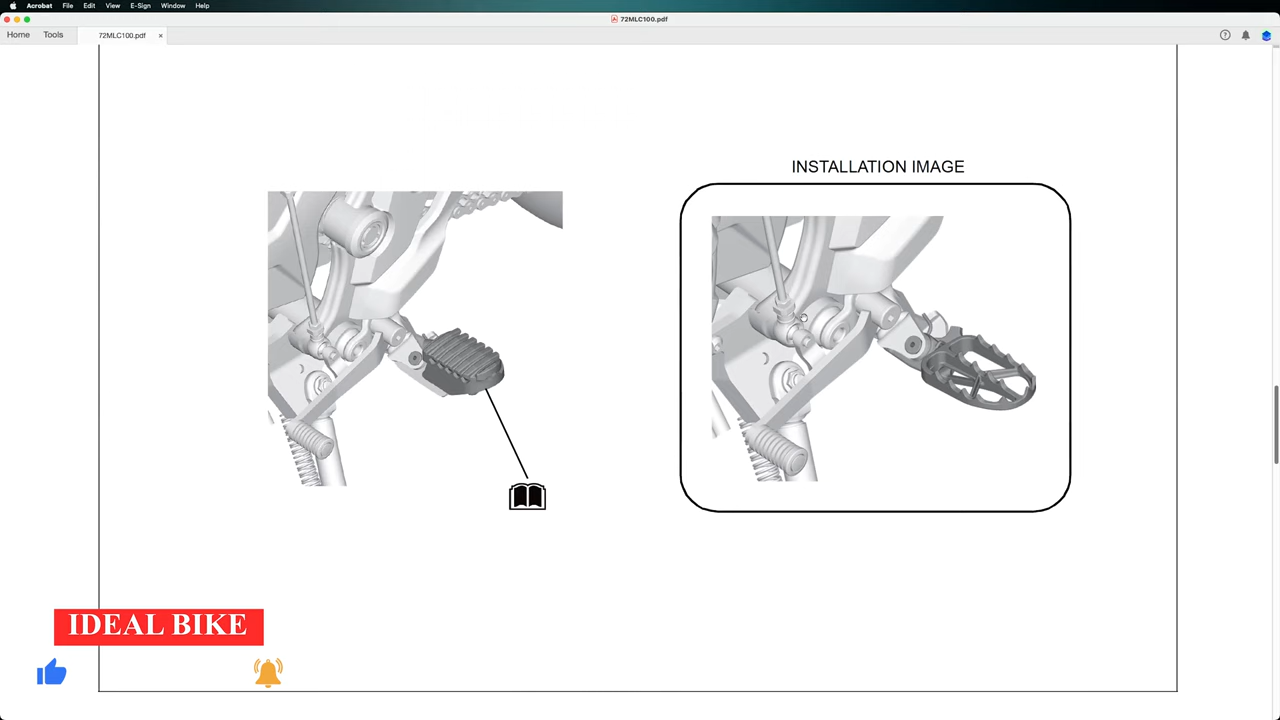 Acrobat File Edit View E-Sign Window Help
72MLC100.pdf
Home Tools 72MLC100.pdf ×
?
INSTALLATION IMAGE
IDEAL BIKE